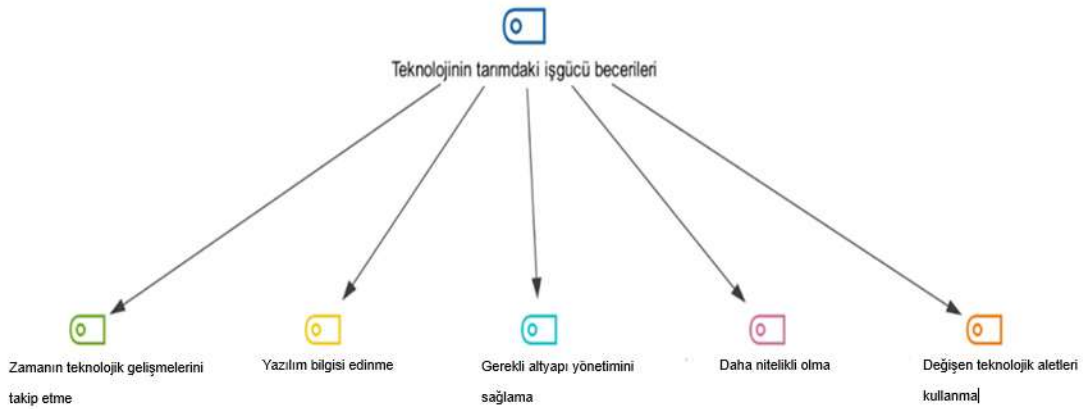 Teknolojinin tarımdaki işgücü becerileri
Zamanın teknolojik gelişmelerini
takip etme
Yazılım bilgisi edinme
Gerekli altyapı yönetimini
sağlama
Daha nitelikli olma
Değişen teknolojik aletleri
kullanma